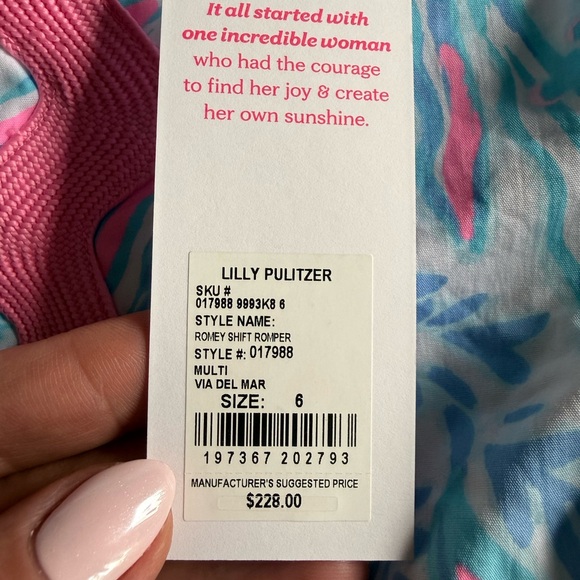 It all started with
one incredible woman
who had the courage
to find her joy & create
her own sunshine.
LILLY PULITZER
SKU #
017988 9993K8 6
STYLE NAME:
ROMEY SHIFT ROMPER
STYLE #: 017988
MULTI
VIA DEL MAR
SIZE: 6
197367 202793
MANUFACTURER'S SUGGESTED PRICE
$228.00